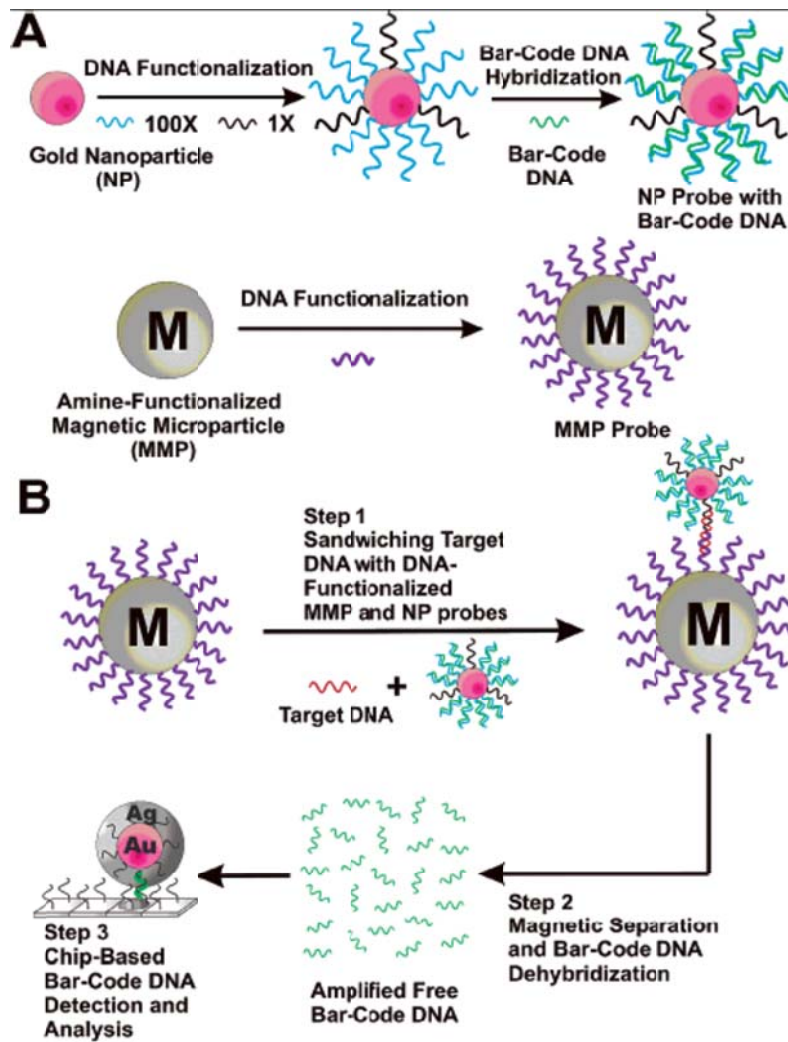 A
DNA Functionalization
100X 1X
Gold Nanoparticle
(NP)
Bar-Code DNA
Hybridization
Bar-Code
DNA
NP Probe with
Bar-Code DNA
M
Amine-Functionalized
Magnetic Microparticle
(MMP)
DNA Functionalization
M
MMP Probe
B
M
Step 1
Sandwiching Target
DNA with DNA-
Functionalized
MMP and NP probes
+
Target DNA
M
Step 2
Magnetic Separation
and Bar-Code DNA
Dehybridization
Amplified Free
Bar-Code DNA
Ag
Au
Step 3
Chip-Based
Bar-Code DNA
Detection and
Analysis